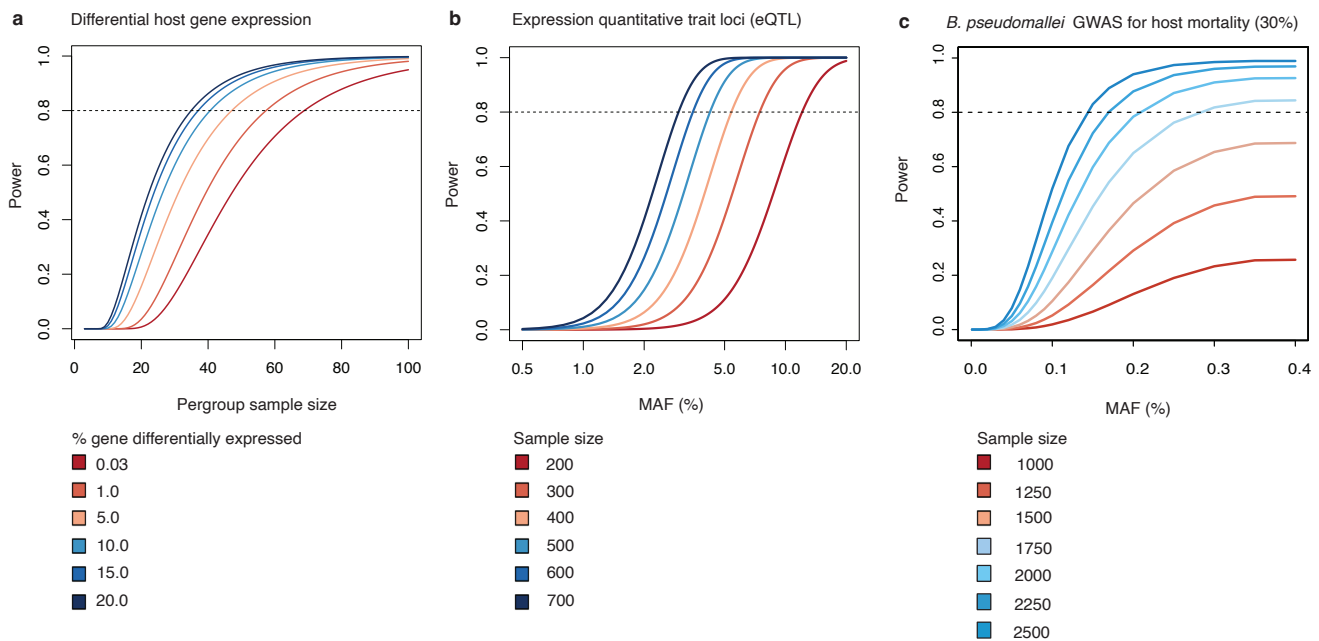 a Differential host gene expression
Power
0.0
0.2
0.4
0.6
0.8
1.0
0 20 40 60 80 100
Pergroup sample size
% gene differentially expressed
0.03
1.0
5.0
10.0
15.0
20.0
b Expression quantitative trait loci (eQTL)
Power
0.0
0.2
0.4
0.6
0.8
1.0
0.5 1.0 2.0 5.0 10.0 20.0
MAF (%)
Sample size
200
300
400
500
600
700
c B. pseudomallei GWAS for host mortality (30%)
Power
0.0
0.2
0.4
0.6
0.8
1.0
0.0 0.1 0.2 0.3 0.4
MAF (%)
Sample size
1000
1250
1500
1750
2000
2250
2500